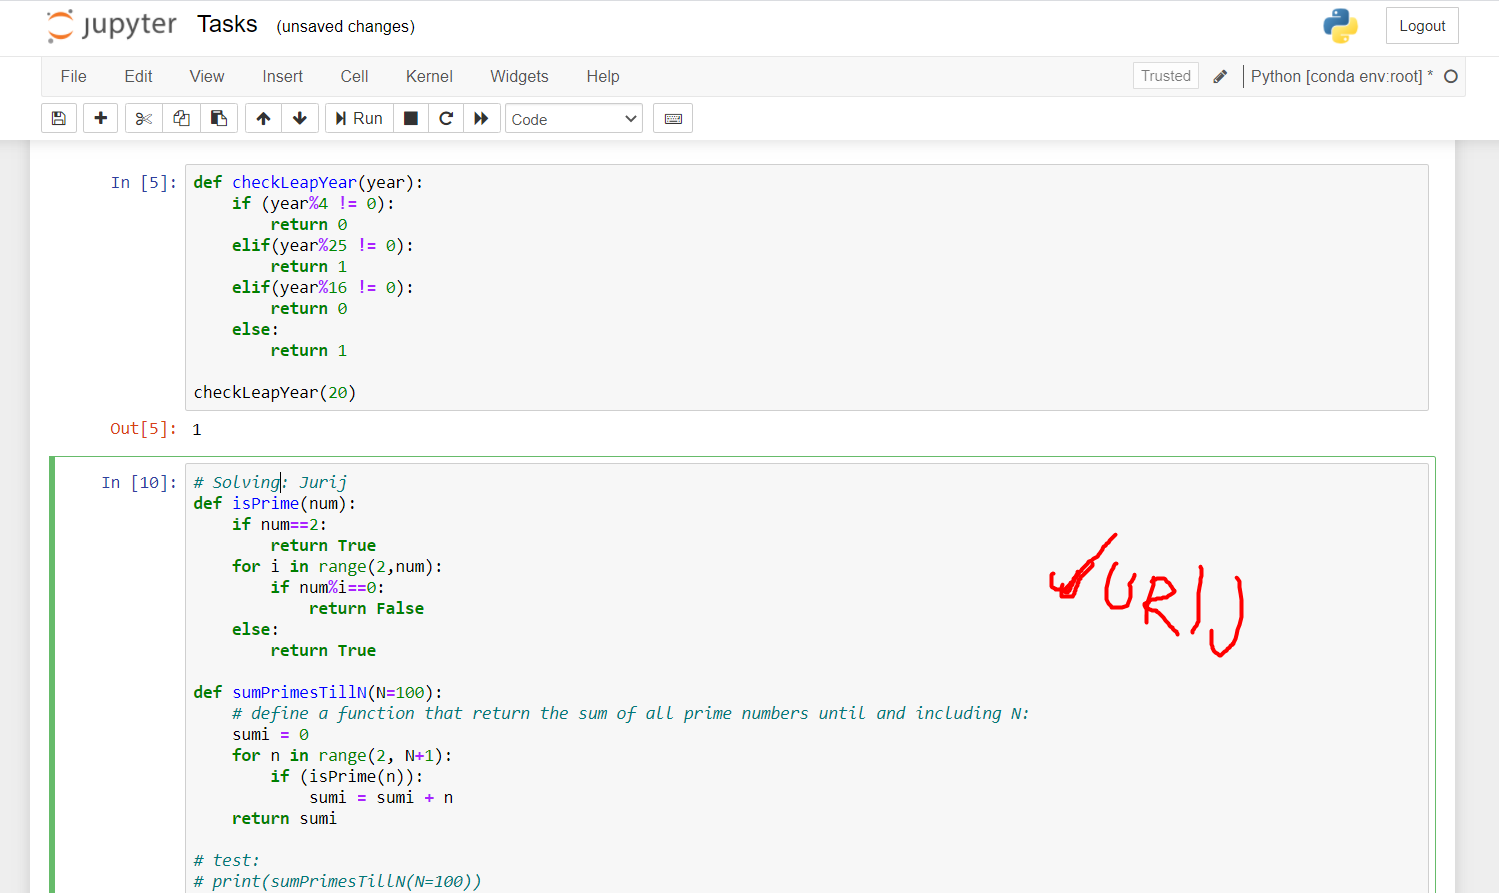 jupyter Tasks (unsaved changes) Logout
File Edit View Insert Cell Kernel Widgets Help Trusted Python [conda env:root] *
Run Code
In [5]: def checkLeapYear(year):
    if (year%4 != 0):
        return 0
    elif(year%25 != 0):
        return 1
    elif(year%16 != 0):
        return 0
    else:
        return 1
checkLeapYear(20)
Out[5]: 1
In [10]: # Solving: Jurij
def isPrime(num):
    if num==2:
        return True
    for i in range(2,num):
        if num%i==0:
            return False
    else:
        return True
JURIJ
def sumPrimesTillN(N=100):
    # define a function that return the sum of all prime numbers until and including N:
    sumi = 0
    for n in range(2, N+1):
        if (isPrime(n)):
            sumi = sumi + n
    return sumi
# test:
# print(sumPrimesTillN(N=100))